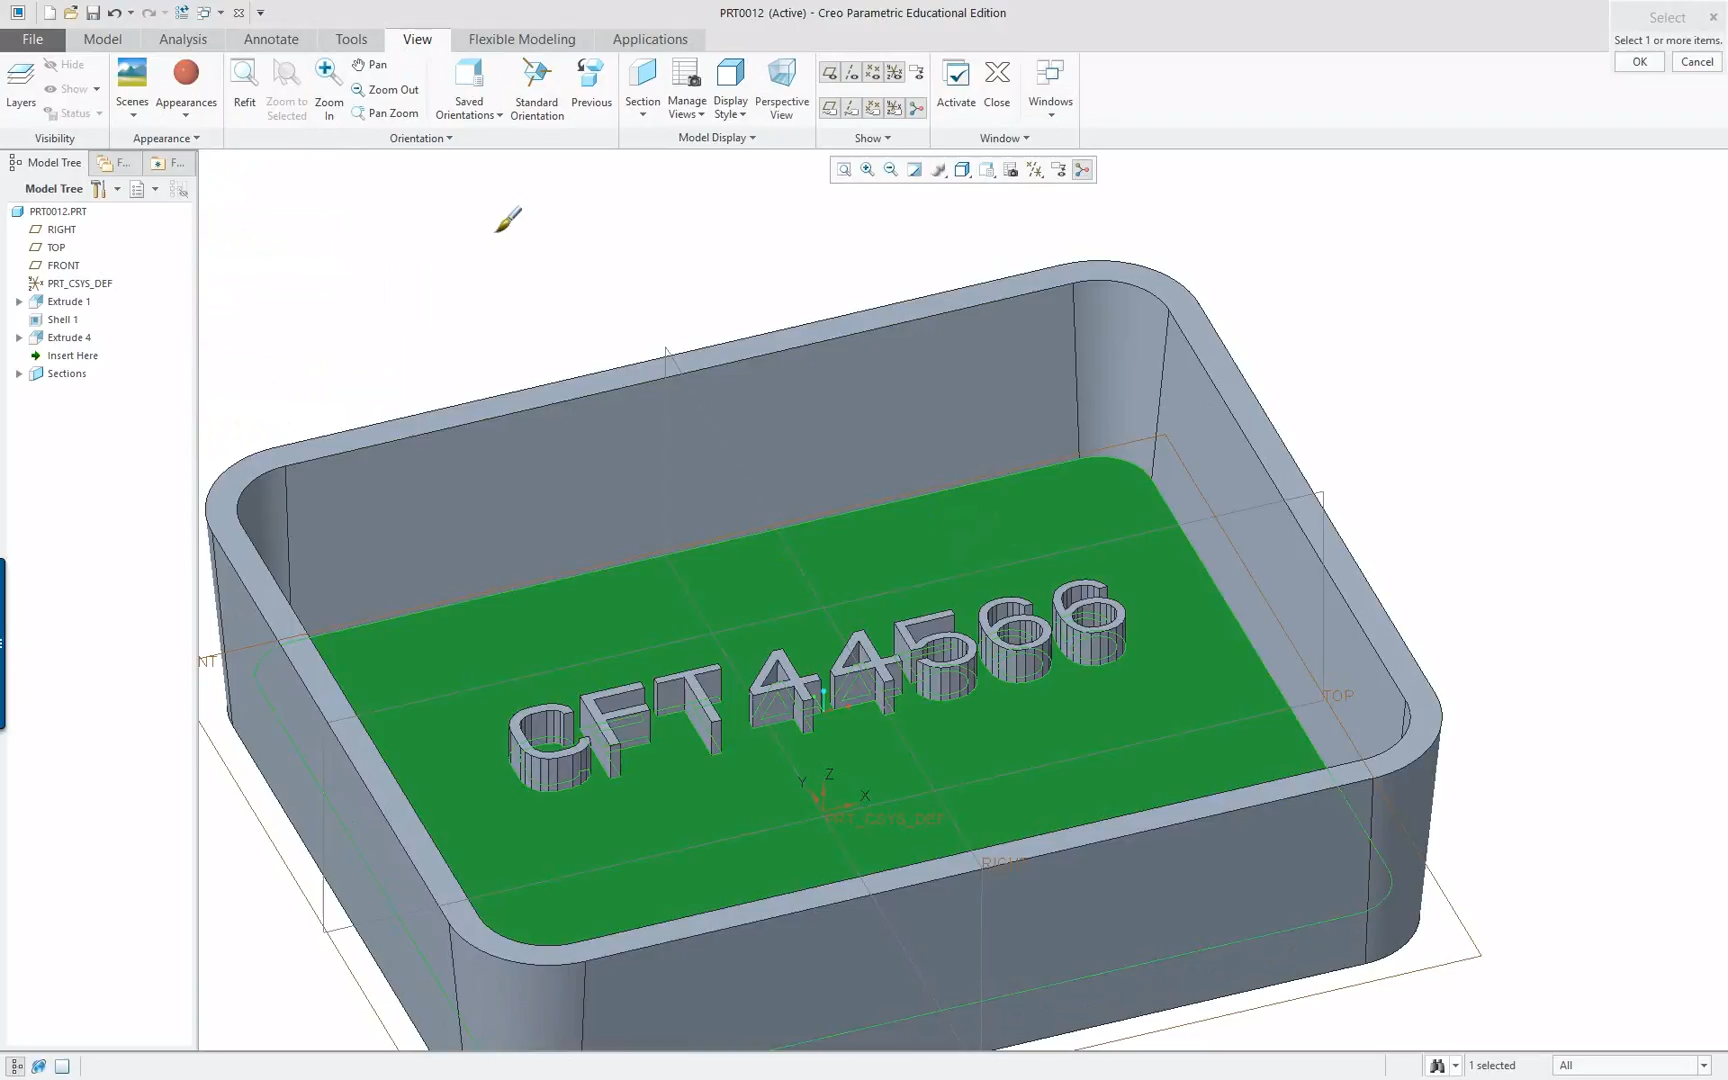 PRT0012 (Active) - Creo Parametric Educational Edition
Select
Select 1 or more items.
OK
Cancel
File
Model
Analysis
Annotate
Tools
View
Flexible Modeling
Applications
Layers
Hide
Show
Status
Visibility
Scenes
Appearances
Appearance
Refit
Zoom to
Selected
Zoom
In
Pan
Zoom Out
Pan Zoom
Saved
Orientations
Standard
Orientation
Previous
Orientation
Section
Manage
Views
Display
Style
Perspective
View
Model Display
Show
Activate
Close
Windows
Window
Model Tree
F...
F...
Model Tree
PRT0012.PRT
RIGHT
TOP
FRONT
PRT_CSYS_DEF
Extrude 1
Shell 1
Extrude 4
Insert Here
Sections
CFT 44566
NT
TOP
Y
Z
X
PRT_CSYS_DEF
RIGHT
1 selected
All